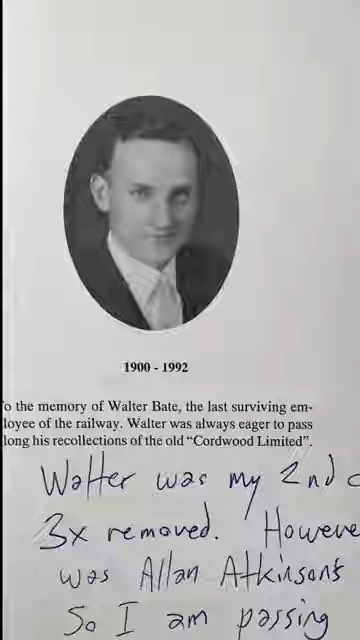 1900 - 1992
o the memory of Walter Bate, the last surviving em-
loyee of the railway. Walter was always eager to pass
long his recollections of the old “Cordwood Limited”.
Walter was my 2nd c
3x removed. Howeve
was Allan Atkinson's
So I am passing